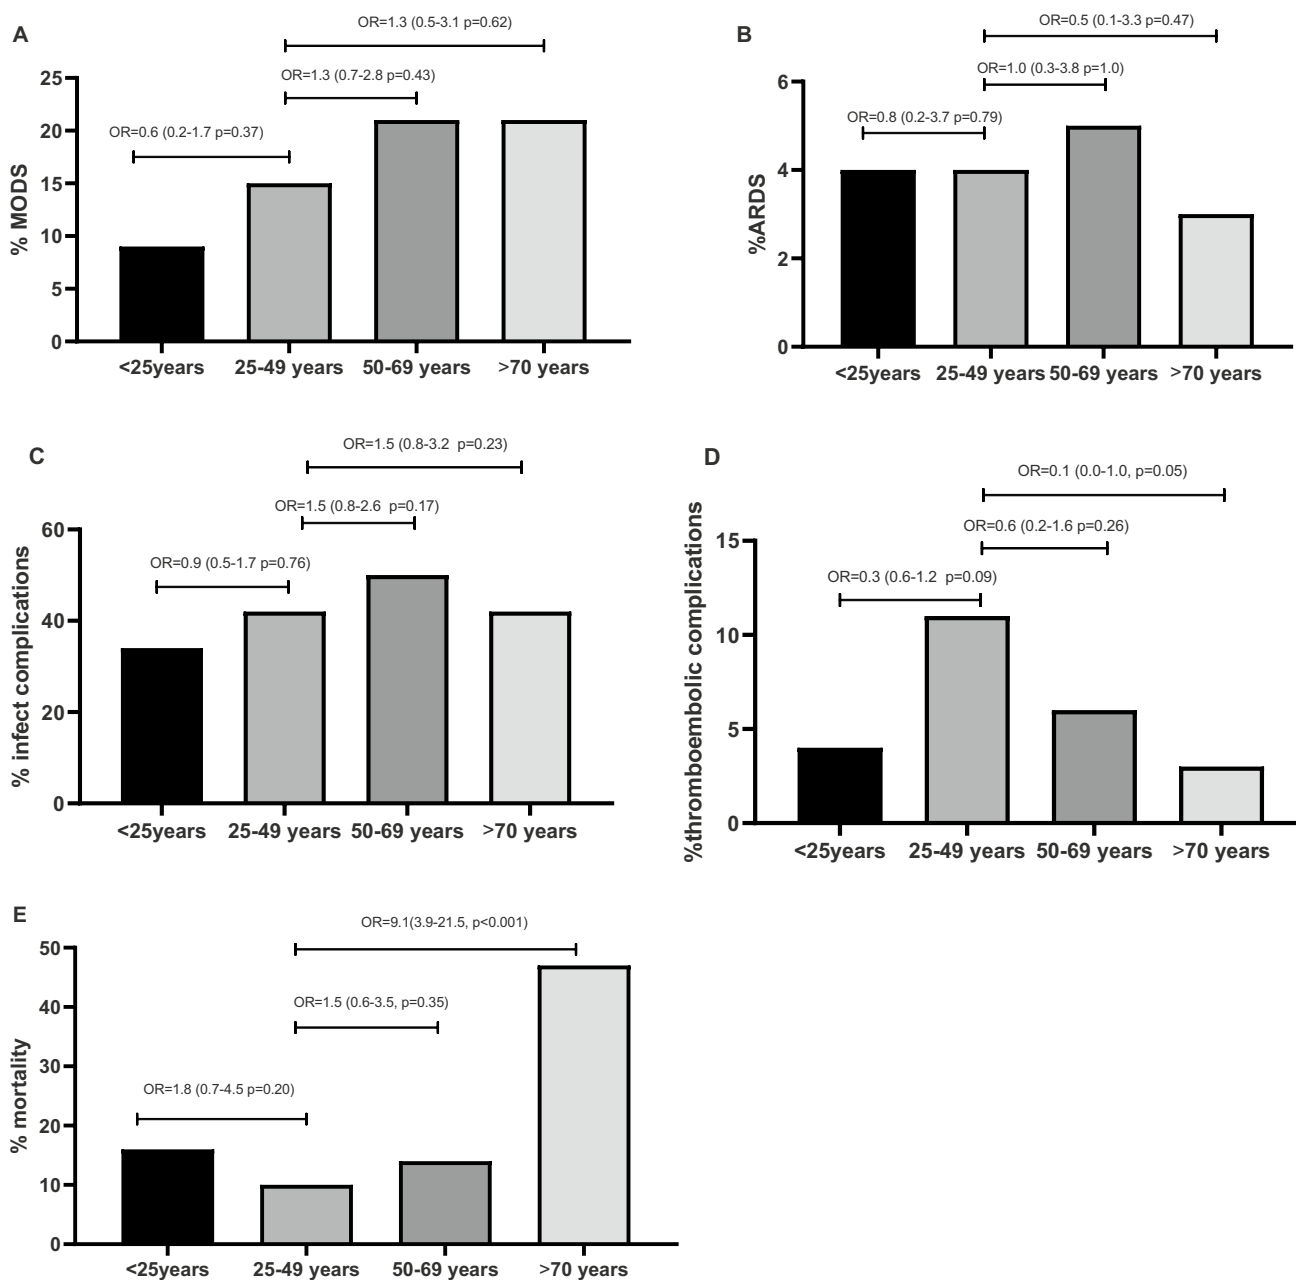 A
OR=1.3 (0.5-3.1 p=0.62)
OR=1.3 (0.7-2.8 p=0.43)
OR=0.6 (0.2-1.7 p=0.37)
% MODS
25
20
15
10
5
0
<25years
25-49 years
50-69 years
>70 years
B
OR=0.5 (0.1-3.3 p=0.47)
OR=1.0 (0.3-3.8 p=1.0)
OR=0.8 (0.2-3.7 p=0.79)
%ARDS
6
4
2
0
<25years
25-49 years
50-69 years
>70 years
C
OR=1.5 (0.8-3.2 p=0.23)
OR=1.5 (0.8-2.6 p=0.17)
OR=0.9 (0.5-1.7 p=0.76)
% infect complications
60
40
20
0
<25years
25-49 years
50-69 years
>70 years
D
OR=0.1 (0.0-1.0, p=0.05)
OR=0.6 (0.2-1.6 p=0.26)
OR=0.3 (0.6-1.2 p=0.09)
%thromboembolic complications
15
10
5
0
<25years
25-49 years
50-69 years
>70 years
E
OR=9.1(3.9-21.5, p<0.001)
OR=1.5 (0.6-3.5, p=0.35)
OR=1.8 (0.7-4.5 p=0.20)
% mortality
50
40
30
20
10
0
<25years
25-49 years
50-69 years
>70 years